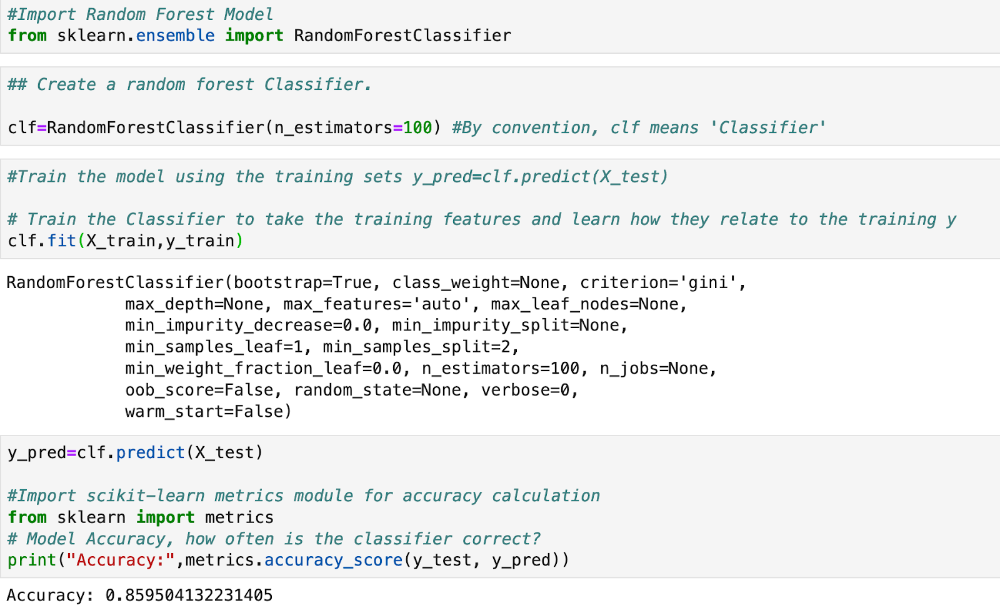 #Import Random Forest Model
from sklearn.ensemble import RandomForestClassifier
## Create a random forest Classifier.
clf=RandomForestClassifier(n_estimators=100) #By convention, clf means 'Classifier'
#Train the model using the training sets y_pred=clf.predict(X_test)
# Train the Classifier to take the training features and learn how they relate to the training y
clf.fit(X_train,y_train)
RandomForestClassifier(bootstrap=True, class_weight=None, criterion='gini',
            max_depth=None, max_features='auto', max_leaf_nodes=None,
            min_impurity_decrease=0.0, min_impurity_split=None,
            min_samples_leaf=1, min_samples_split=2,
            min_weight_fraction_leaf=0.0, n_estimators=100, n_jobs=None,
            oob_score=False, random_state=None, verbose=0,
            warm_start=False)
y_pred=clf.predict(X_test)
#Import scikit-learn metrics module for accuracy calculation
from sklearn import metrics
# Model Accuracy, how often is the classifier correct?
print("Accuracy:",metrics.accuracy_score(y_test, y_pred))
Accuracy: 0.859504132231405